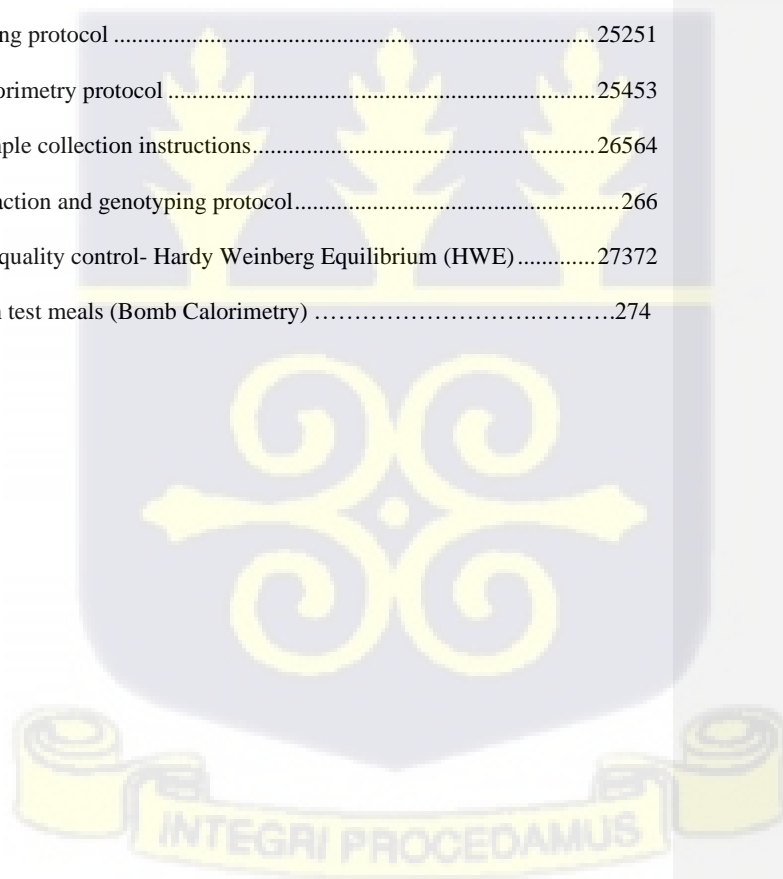 ng protocol ................................................................................25251
orimetry protocol .......................................................................25453
ple collection instructions.........................................................26564
action and genotyping protocol......................................................266
quality control- Hardy Weinberg Equilibrium (HWE) .............27372
test meals (Bomb Calorimetry) ……………………………….274
INTEGRI PROCEDAMUS